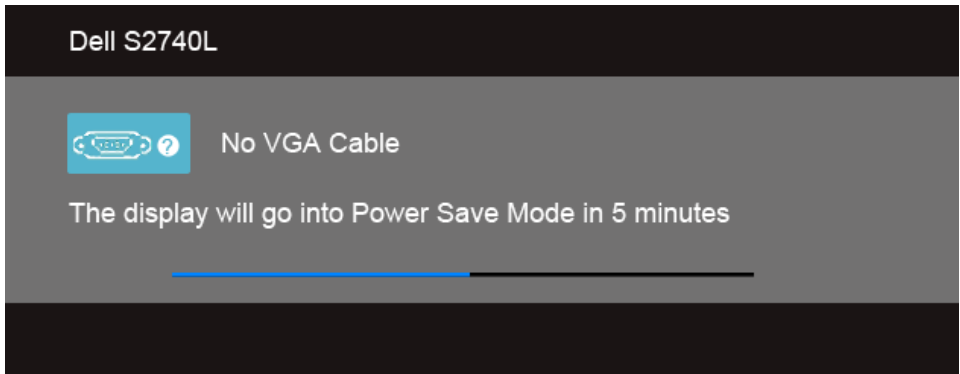 Dell S2740L
No VGA Cable
The display will go into Power Save Mode in 5 minutes